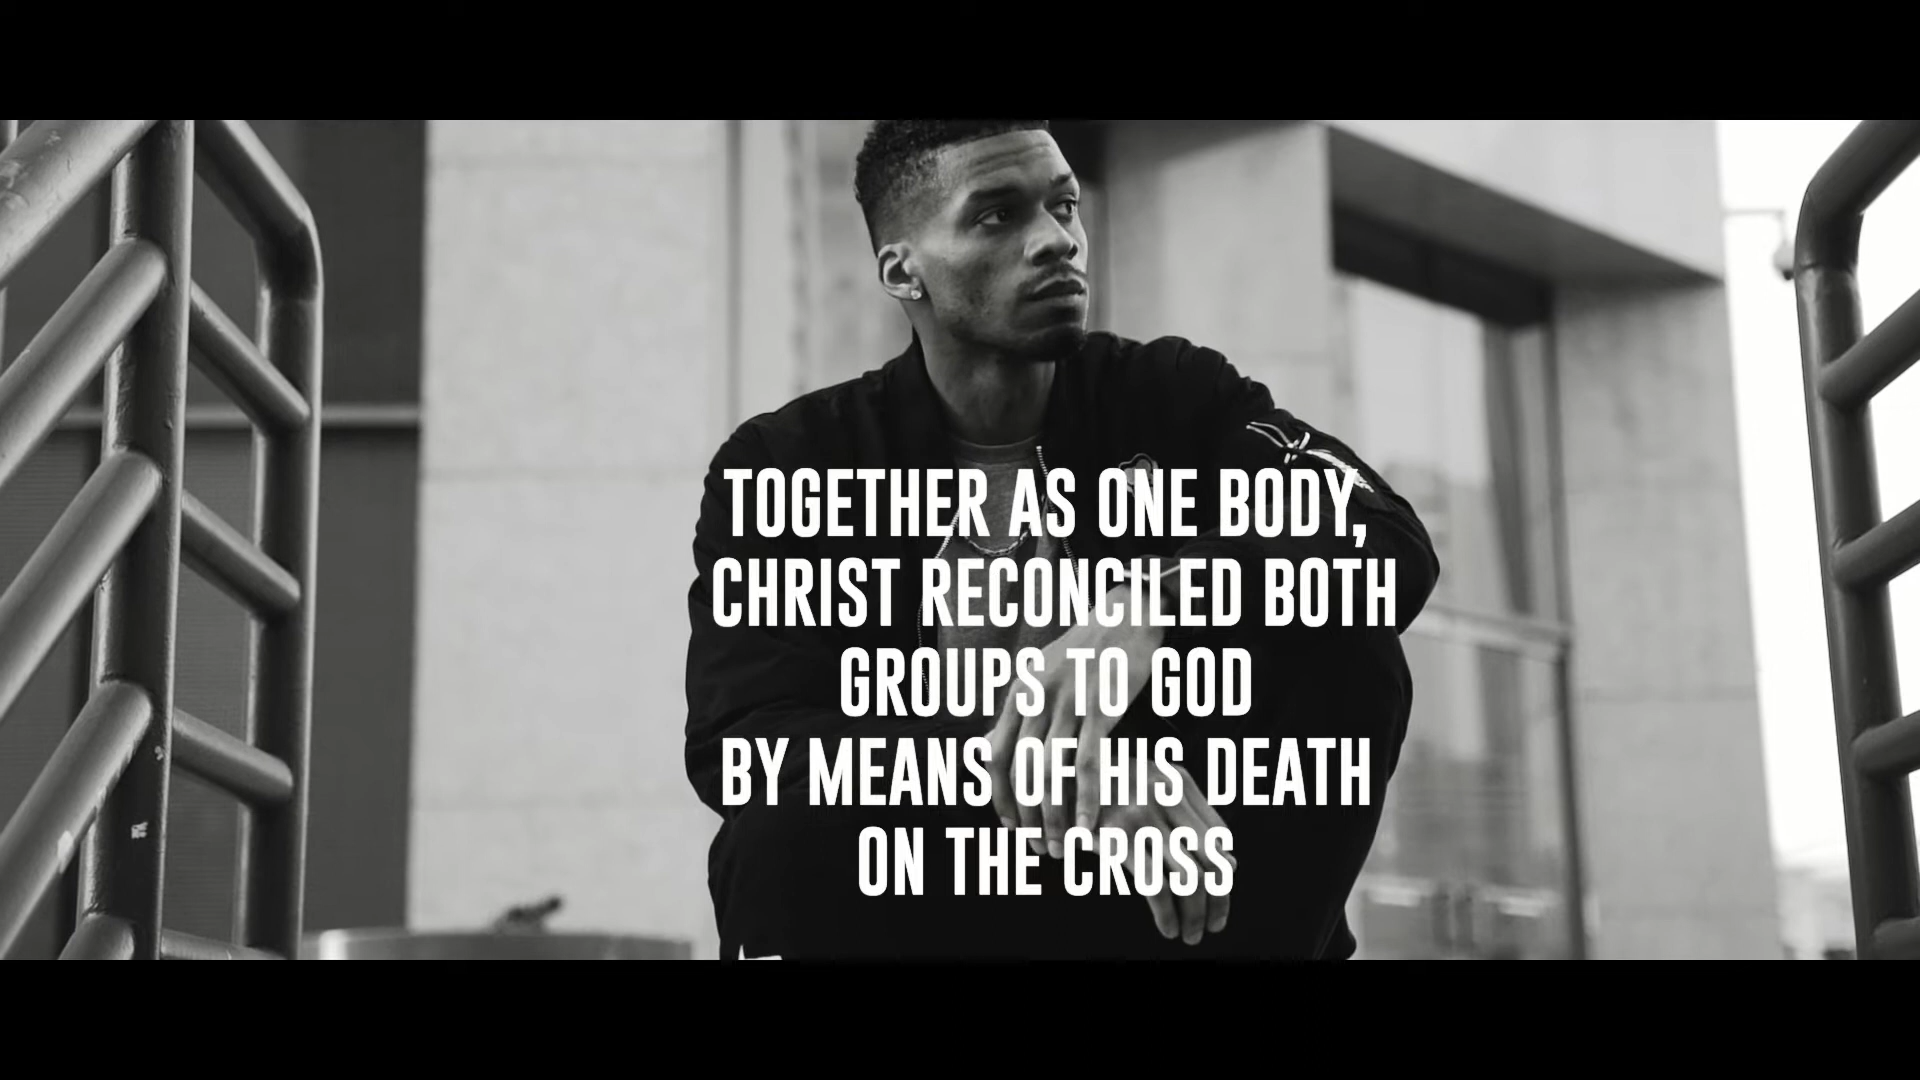 TOGETHER AS ONE BODY,
CHRIST RECONCILED BOTH
GROUPS TO GOD
BY MEANS OF HIS DEATH
ON THE CROSS